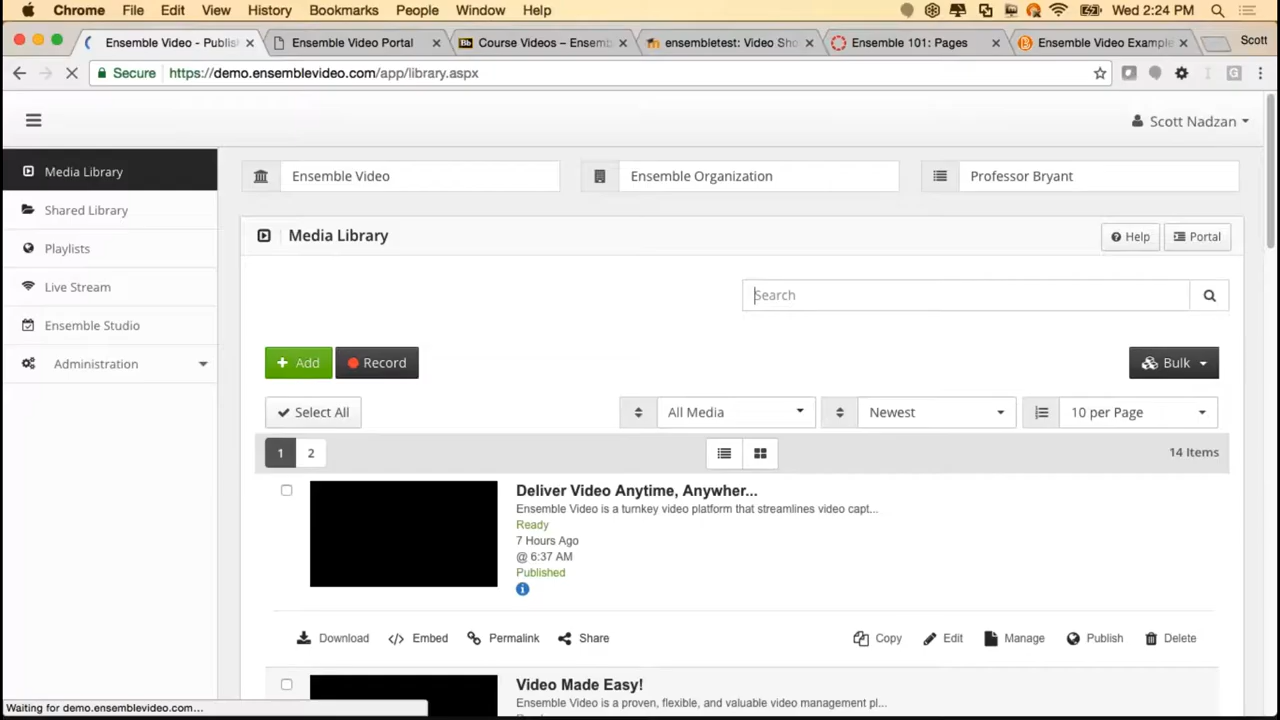 Chrome File Edit View History Bookmarks People Window Help Wed 2:24 PM
Ensemble Video - Publis Ensemble Video Portal Course Videos – Ensemb ensembletest: Video Sho Ensemble 101: Pages Ensemble Video Example Scott
Secure https://demo.ensemblevideo.com/app/library.aspx
Scott Nadzan
Media Library
Shared Library
Playlists
Live Stream
Ensemble Studio
Administration
Ensemble Video Ensemble Organization Professor Bryant
Media Library Help Portal
Search
Add Record Bulk
Select All All Media Newest 10 per Page
1 2 14 Items
Deliver Video Anytime, Anywher...
Ensemble Video is a turnkey video platform that streamlines video capt...
Ready
7 Hours Ago
@ 6:37 AM
Published
Download Embed Permalink Share Copy Edit Manage Publish Delete
Video Made Easy!
Ensemble Video is a proven, flexible, and valuable video management pl...
Waiting for demo.ensemblevideo.com...